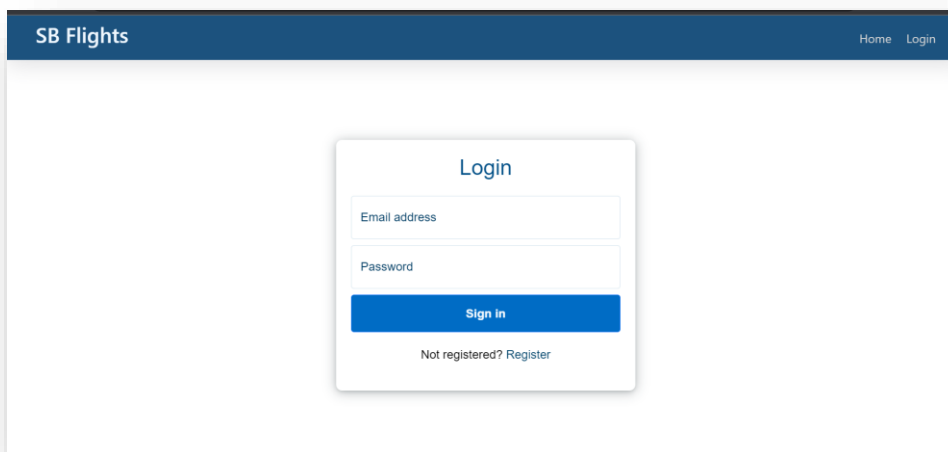 SB Flights
Home Login
Login
Email address
Password
Sign in
Not registered? Register